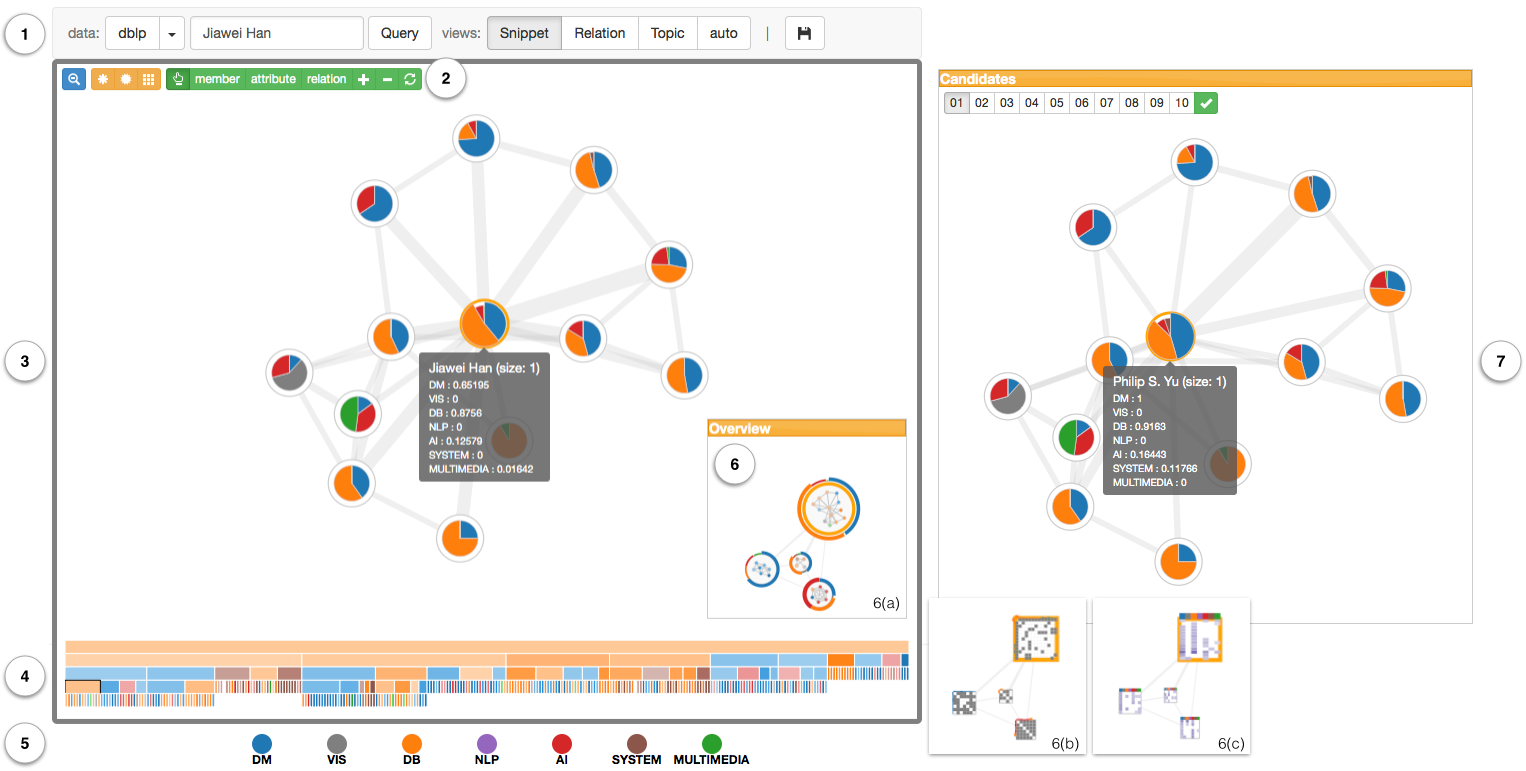 1
data: dblp Jiawei Han Query views: Snippet Relation Topic auto |
member attribute relation
2
3
Jiawei Han (size: 1)
DM : 0.65195
VIS : 0
DB : 0.8756
NLP : 0
AI : 0.12579
SYSTEM : 0
MULTIMEDIA : 0.01642
Overview
6
6(a)
4
5
DM VIS DB NLP AI SYSTEM MULTIMEDIA
Candidates
01 02 03 04 05 06 07 08 09 10
7
Philip S. Yu (size: 1)
DM : 1
VIS : 0
DB : 0.9163
NLP : 0
AI : 0.16443
SYSTEM : 0.11766
MULTIMEDIA : 0
6(b)
6(c)